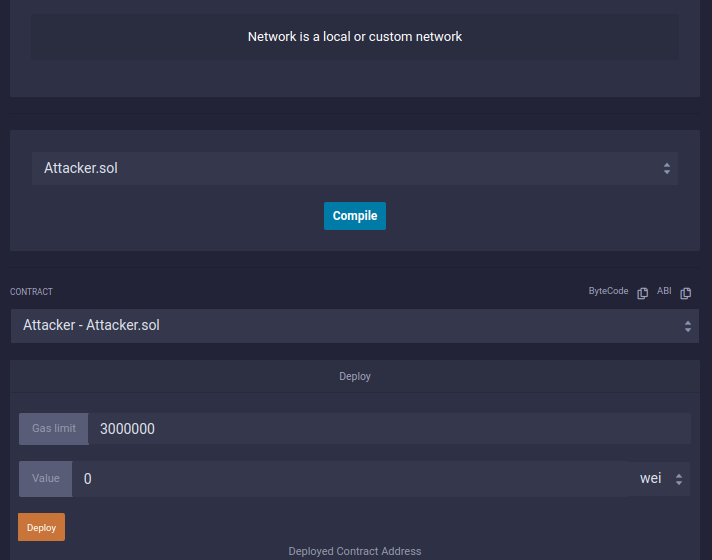 Network is a local or custom network
Attacker.sol
Compile
CONTRACT ByteCode ABI
Attacker - Attacker.sol
Deploy
Gas limit 3000000
Value 0 wei
Deploy
Deployed Contract Address